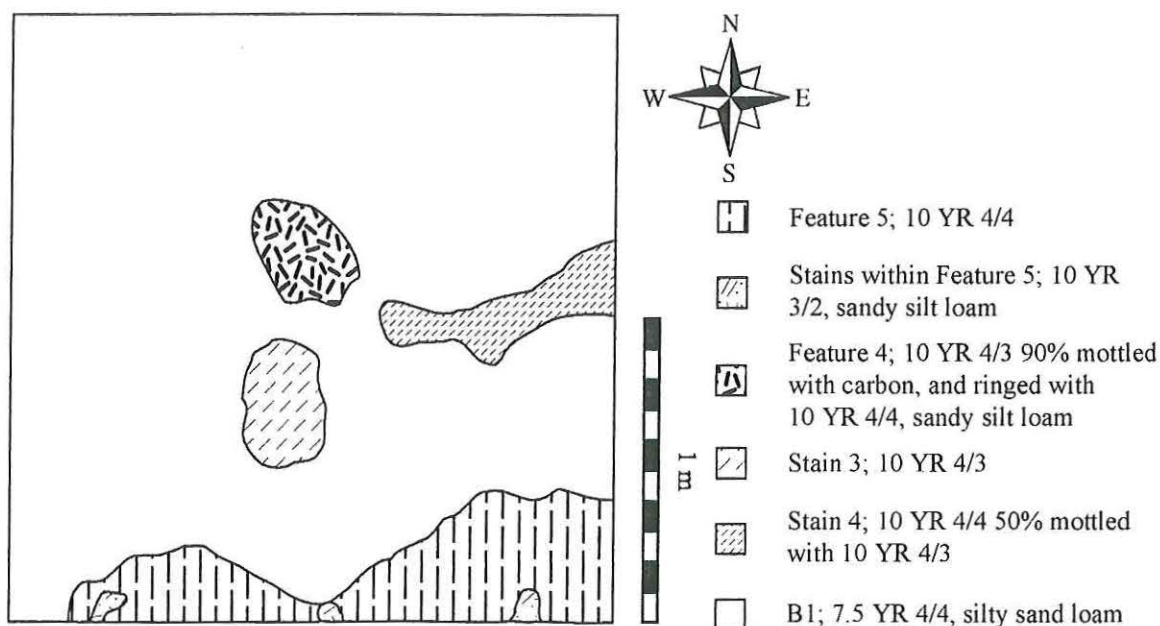 N
W E
S
Feature 5; 10 YR 4/4
Stains within Feature 5; 10 YR
3/2, sandy silt loam
Feature 4; 10 YR 4/3 90% mottled
with carbon, and ringed with
10 YR 4/4, sandy silt loam
1 m
Stain 3; 10 YR 4/3
Stain 4; 10 YR 4/4 50% mottled
with 10 YR 4/3
B1; 7.5 YR 4/4, silty sand loam